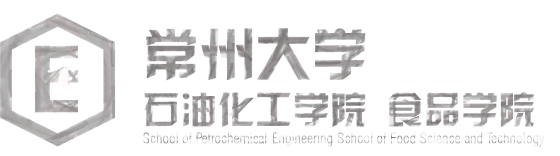 E
常州大学
石油化工学院 食品学院
School of Petrochemical Engineering School of Food Science and Technology